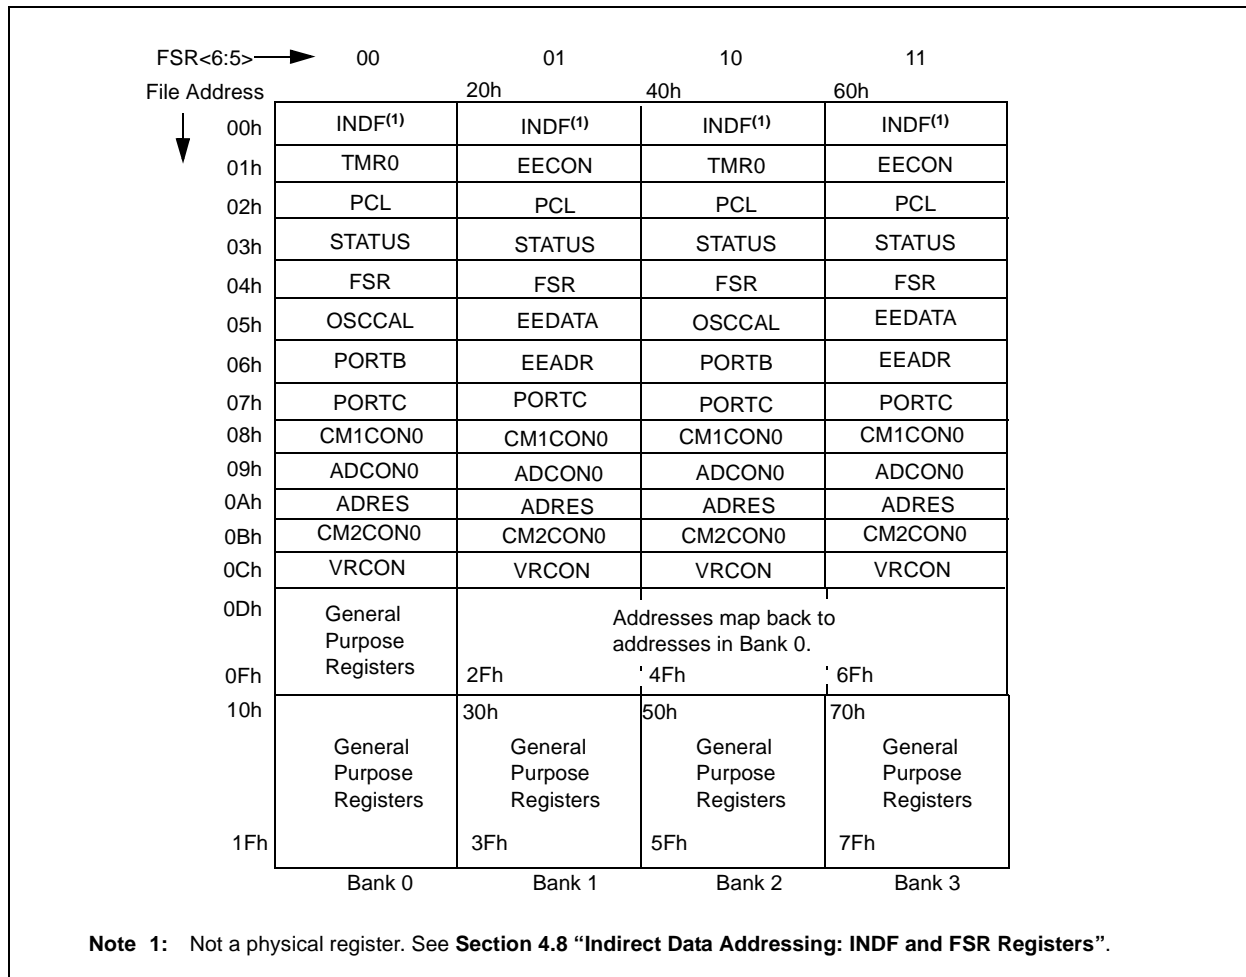 FSR<6:5> 00 01 10 11
File Address 20h 40h 60h
00h INDF(1) INDF(1) INDF(1) INDF(1)
01h TMR0 EECON TMR0 EECON
02h PCL PCL PCL PCL
03h STATUS STATUS STATUS STATUS
04h FSR FSR FSR FSR
05h OSCCAL EEDATA OSCCAL EEDATA
06h PORTB EEADR PORTB EEADR
07h PORTC PORTC PORTC PORTC
08h CM1CON0 CM1CON0 CM1CON0 CM1CON0
09h ADCON0 ADCON0 ADCON0 ADCON0
0Ah ADRES ADRES ADRES ADRES
0Bh CM2CON0 CM2CON0 CM2CON0 CM2CON0
0Ch VRCON VRCON VRCON VRCON
0Dh General Addresses map back to
Purpose addresses in Bank 0.
Registers
0Fh 2Fh 4Fh 6Fh
10h 30h 50h 70h
General General General General
Purpose Purpose Purpose Purpose
Registers Registers Registers Registers
1Fh 3Fh 5Fh 7Fh
Bank 0 Bank 1 Bank 2 Bank 3
Note 1: Not a physical register. See Section 4.8 “Indirect Data Addressing: INDF and FSR Registers”.